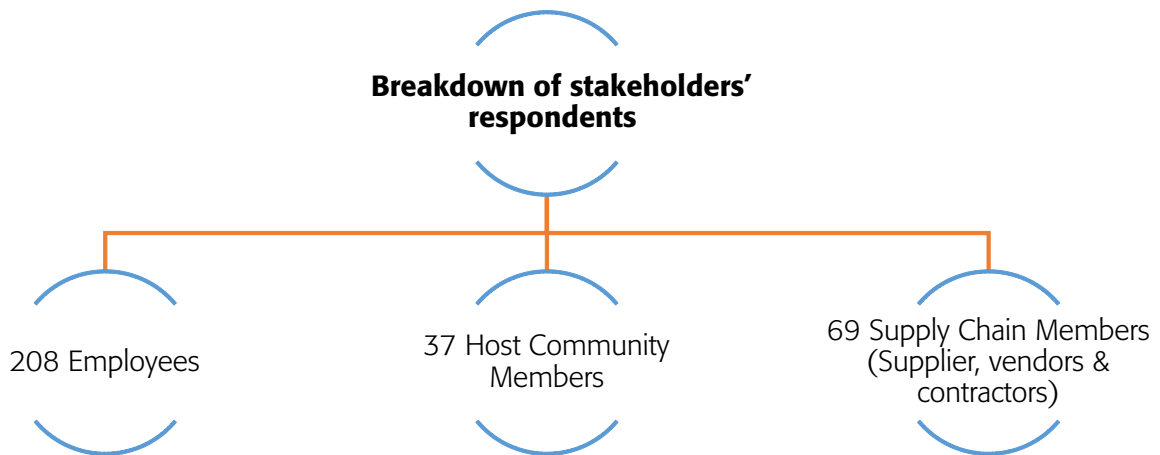 Breakdown of stakeholders’
respondents
208 Employees
37 Host Community
Members
69 Supply Chain Members
(Supplier, vendors &
contractors)